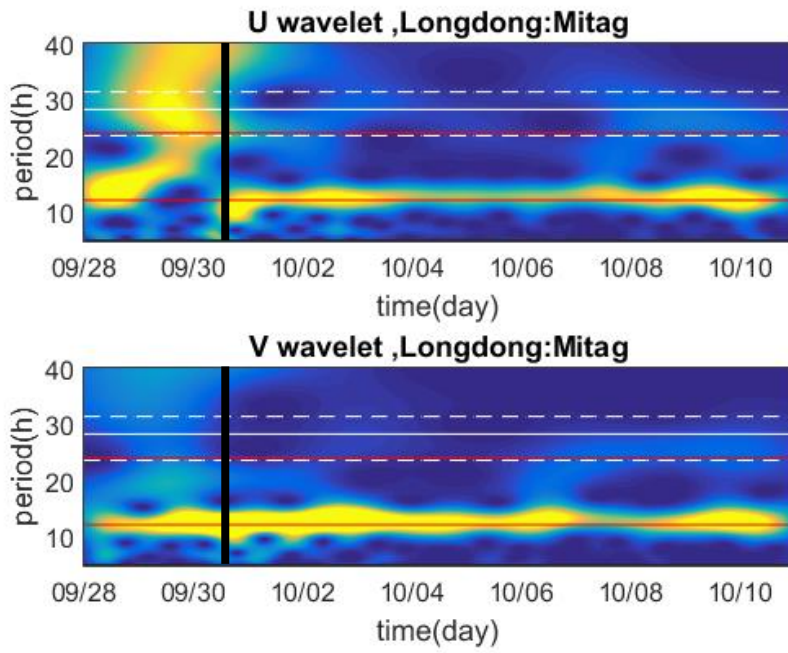 U wavelet ,Longdong:Mitag
40
30
20
10
period(h)
09/28 09/30 10/02 10/04 10/06 10/08 10/10
time(day)
V wavelet ,Longdong:Mitag
40
30
20
10
period(h)
09/28 09/30 10/02 10/04 10/06 10/08 10/10
time(day)